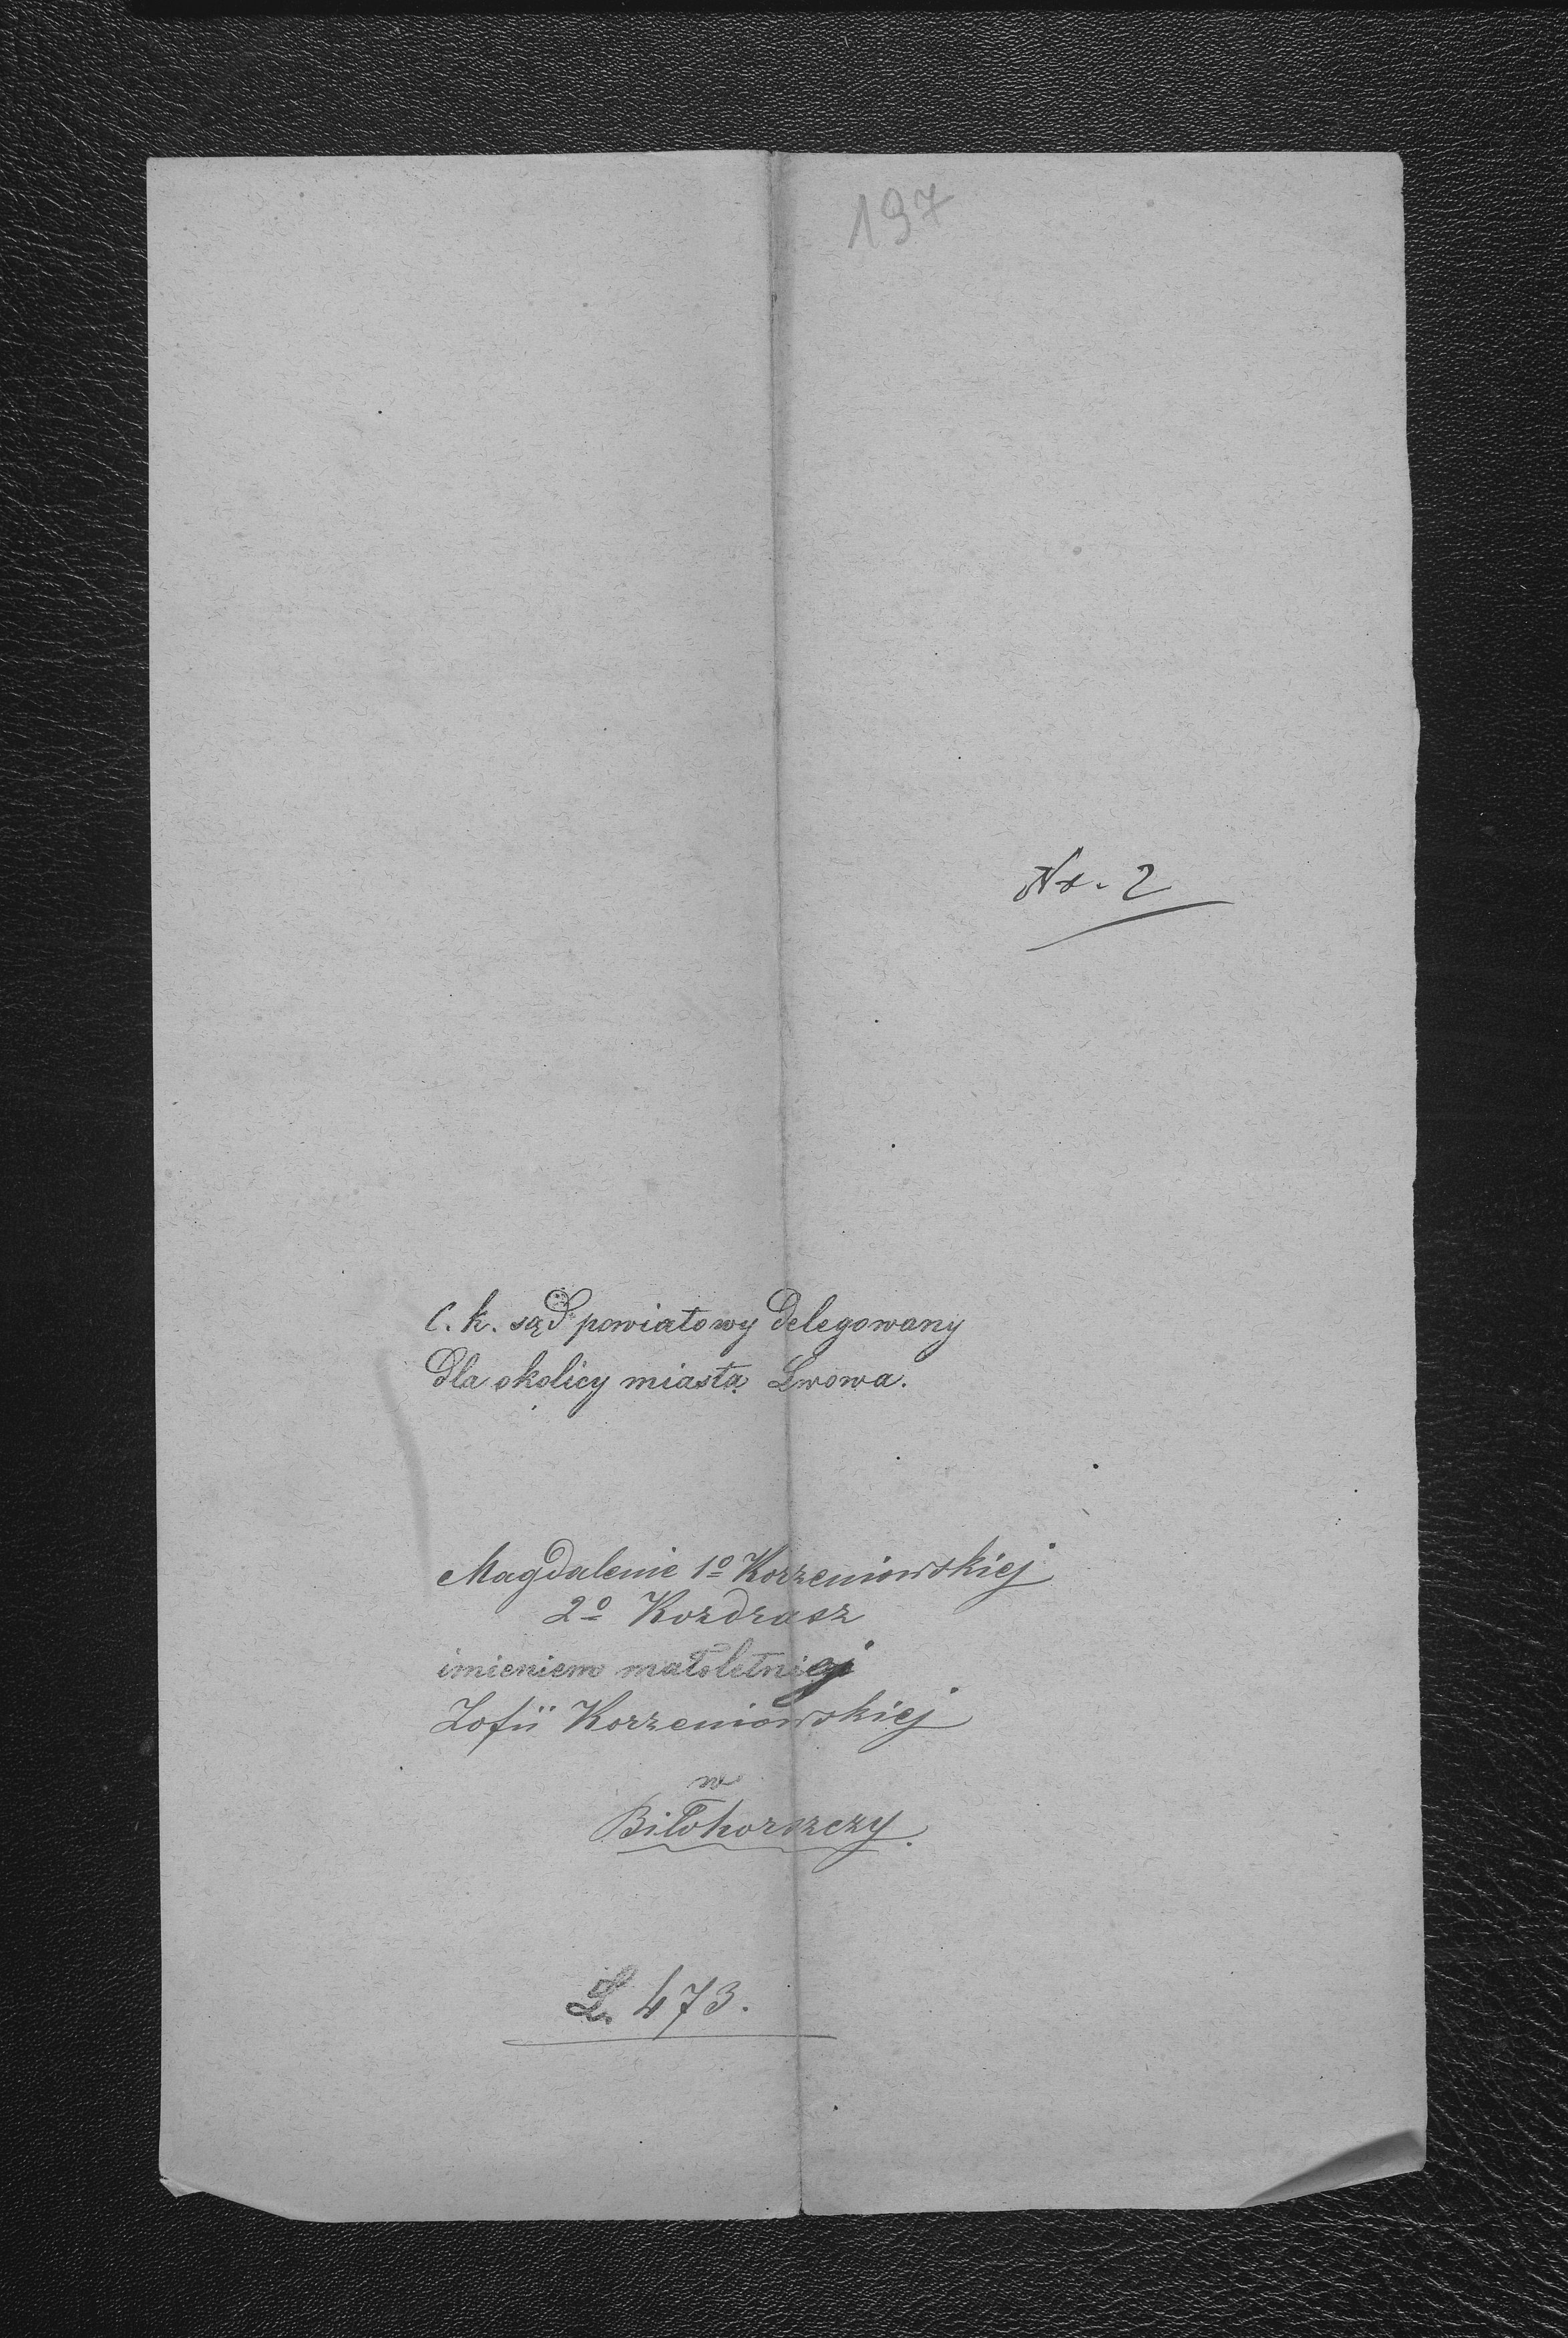 197
Nr. 2
C. k. sąd powiatowy delegowany
dla okolicy miasta Lwowa.
Magdalenie 1º Korzeniowskiej
2º Kozdrasz
imieniem małoletniej
Zofii Korzeniowskiej
w
Biłohorszczy.
L. 473.